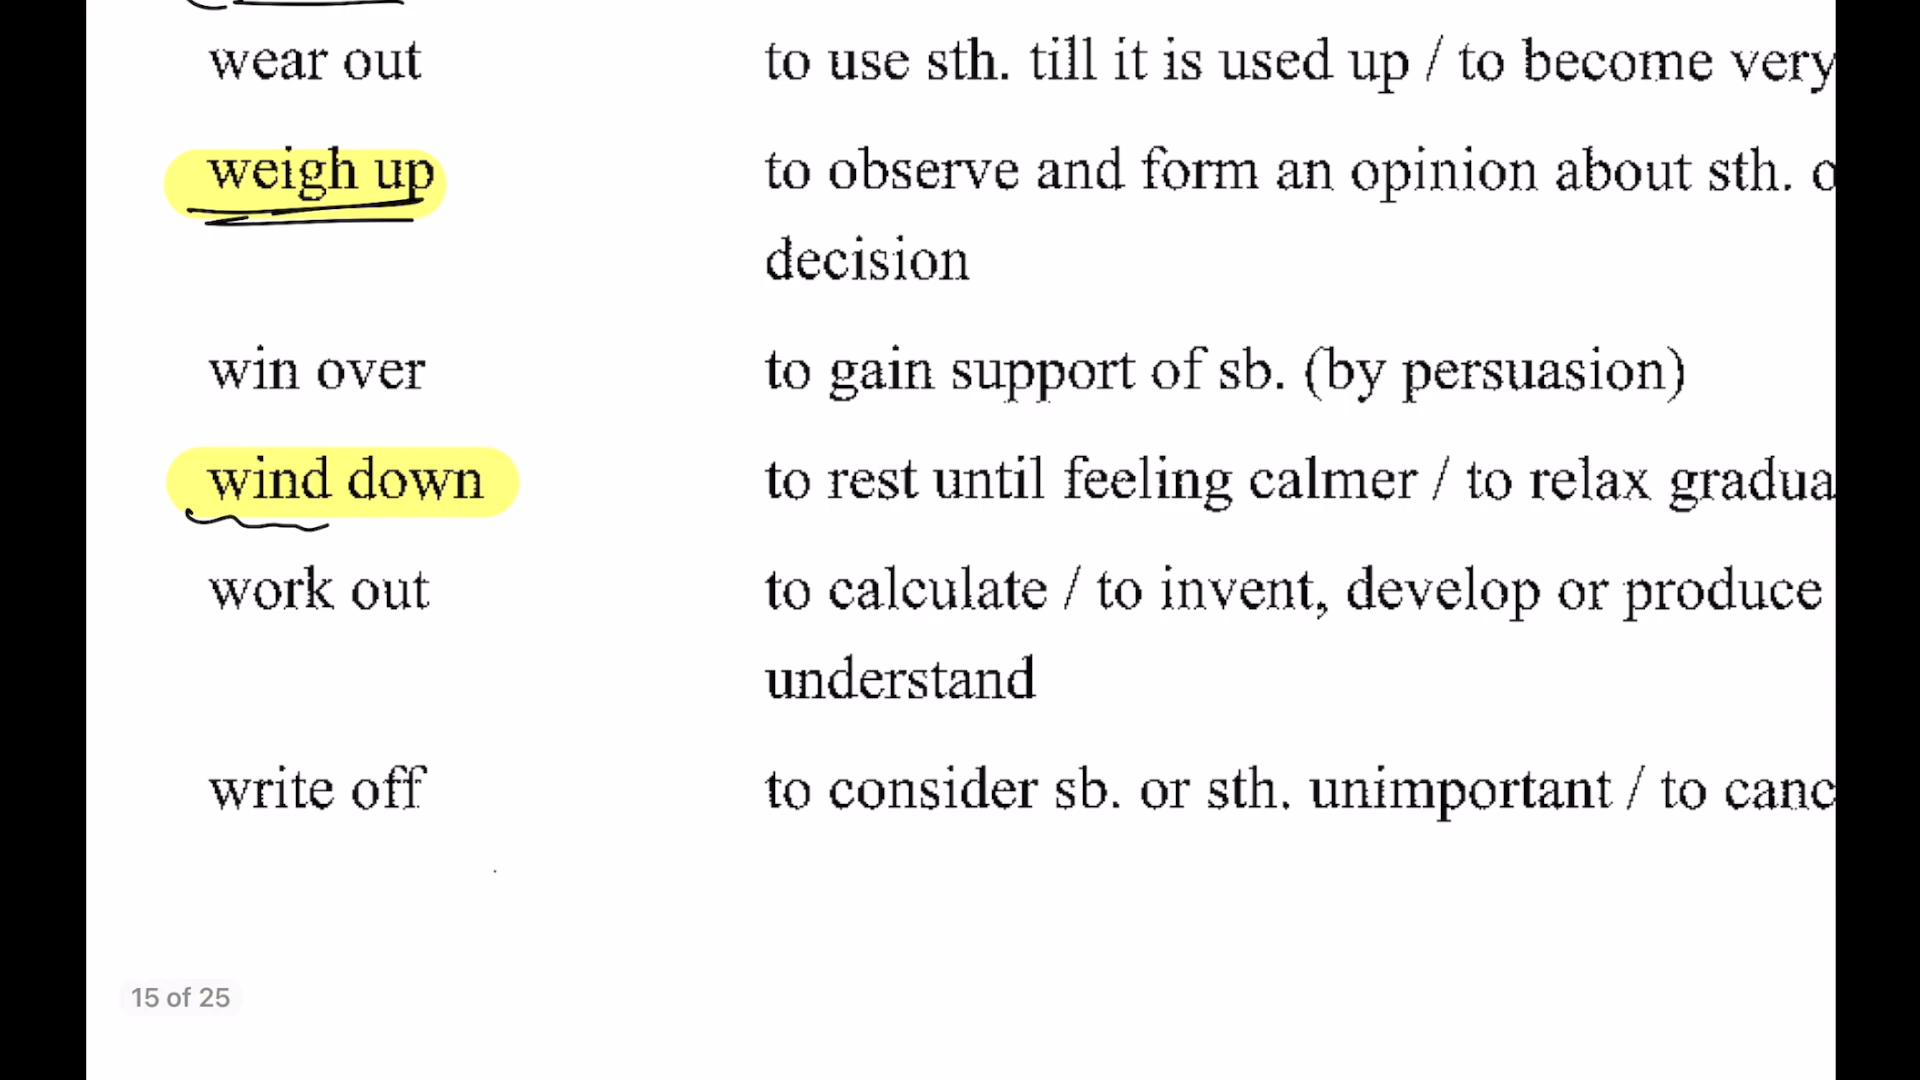 wear out to use sth. till it is used up / to become very
weigh up to observe and form an opinion about sth.
decision
win over to gain support of sb. (by persuasion)
wind down to rest until feeling calmer / to relax
work out to calculate / to invent, develop or produce
understand
write off to consider sb. or sth. unimportant / to
15 of 25